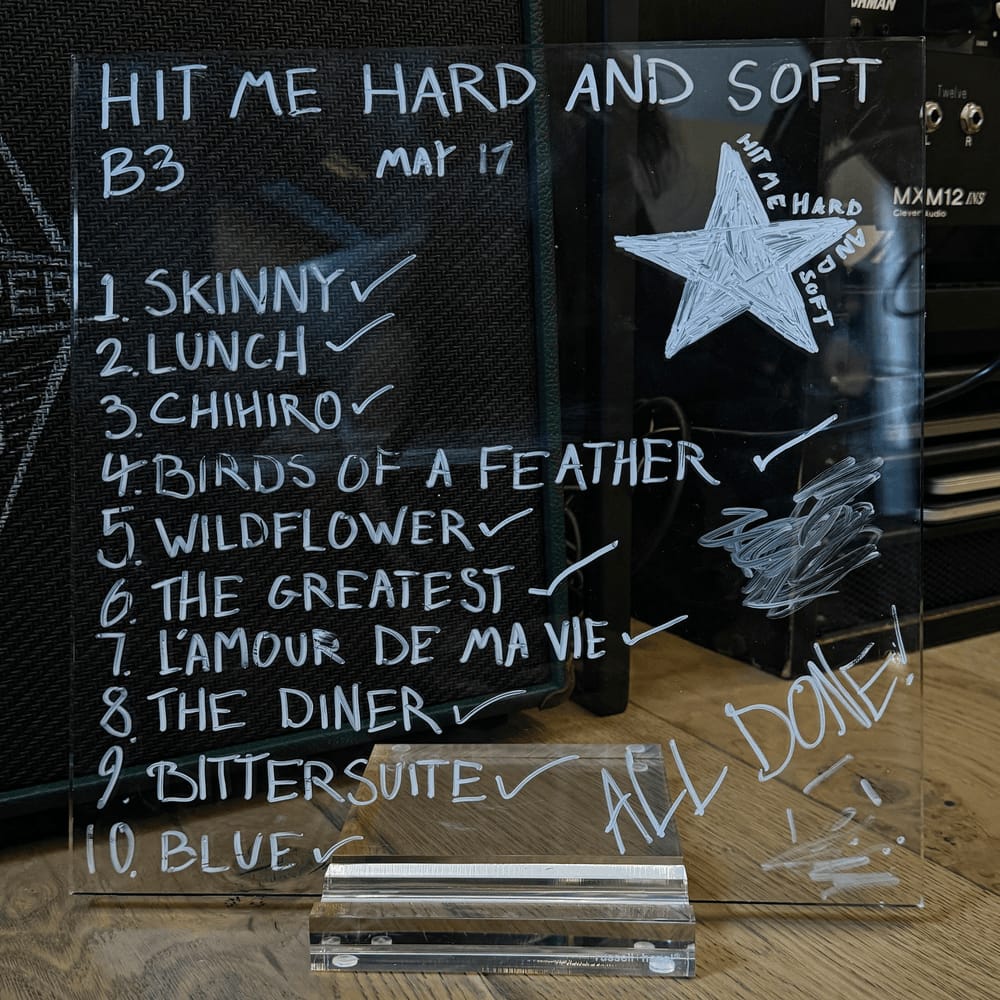 HIT ME HARD AND SOFT
B3
MAY 17
HIT ME HARD AND SOFT
1. SKINNY ✓
2. LUNCH ✓
3. CHIHIRO ✓
4. BIRDS OF A FEATHER ✓
5 WILDFLOWER ✓
6. THE GREATEST ✓
7. L'AMOUR DE MA VIE ✓
8. THE DINER ✓
9. BITTERSUITE ✓
10. BLUE ✓
ALL DONE!
Twelve
L R
MXM12
Clever Audio